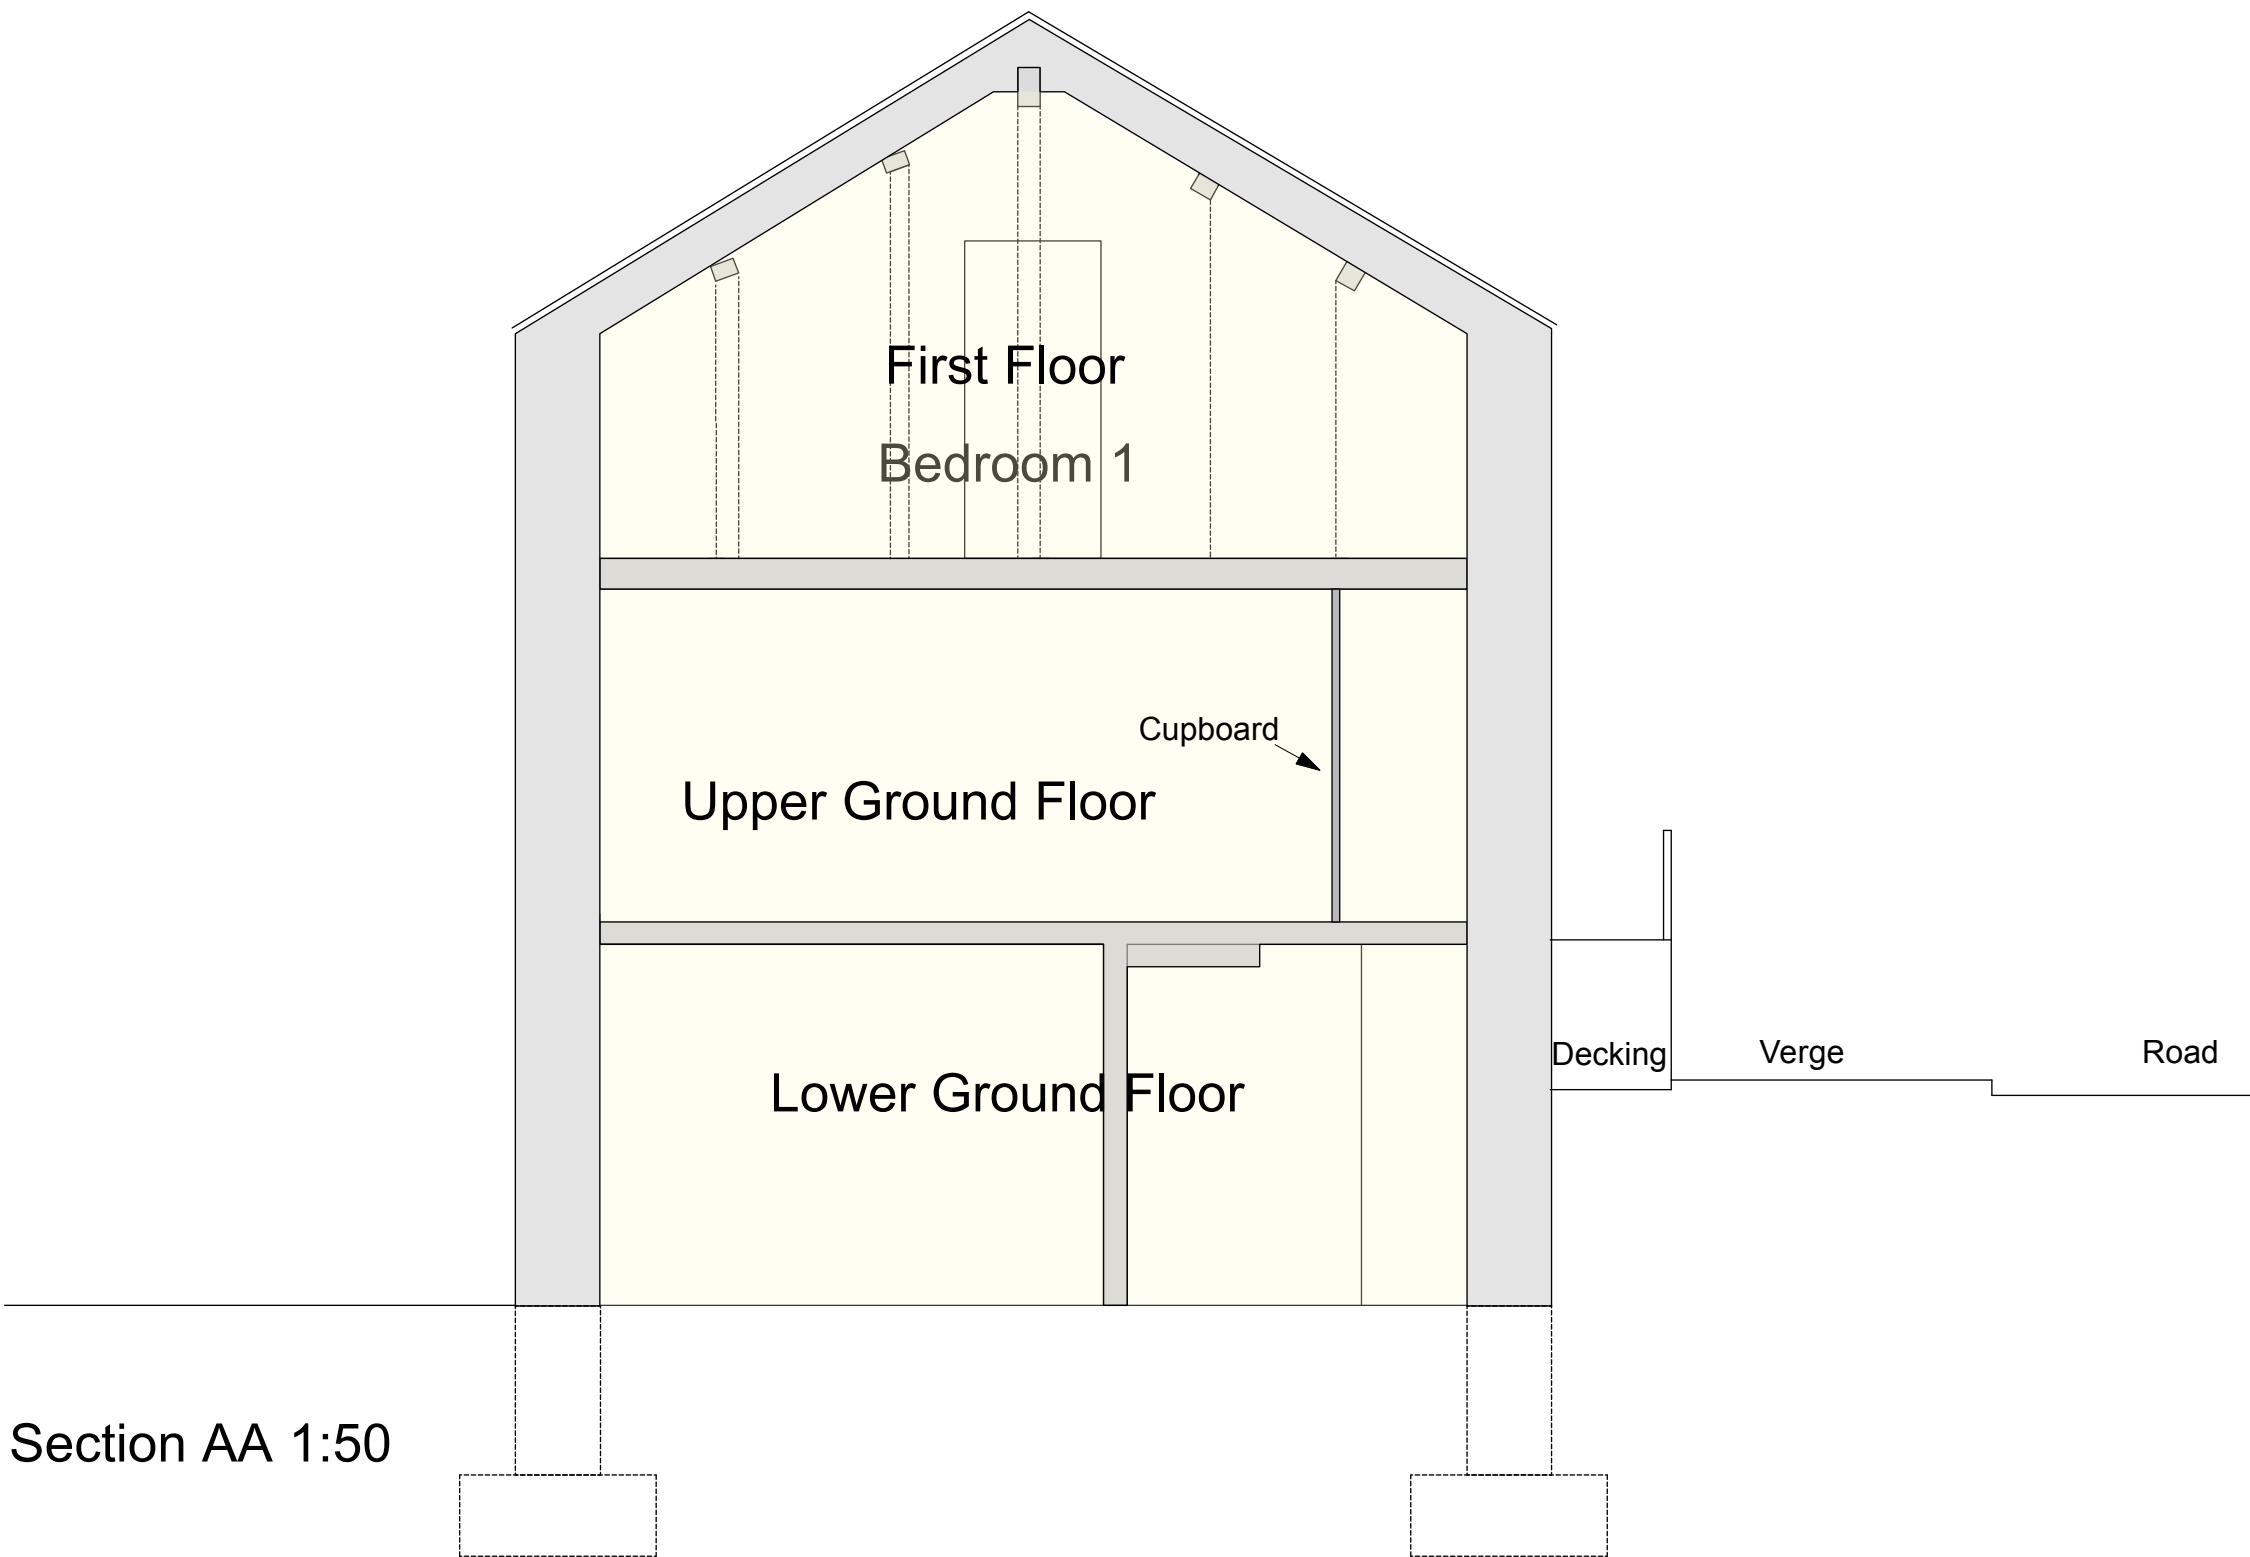 First Floor
Bedroom 1
Cupboard
Upper Ground Floor
Lower Ground Floor
Decking
Verge
Road
Section AA 1:50